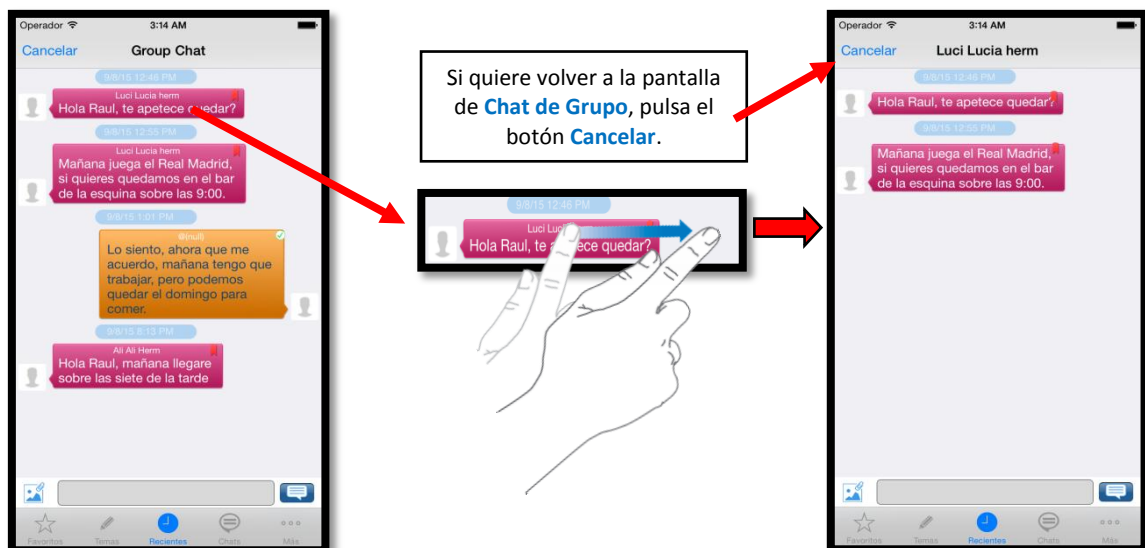 Operador 3:14 AM
Cancelar Group Chat
9/8/15 12:46 PM
Luci Lucia herm
Hola Raul, te apetece quedar?
9/8/15 12:55 PM
Luci Lucia herm
Mañana juega el Real Madrid,
si quieres quedamos en el bar
de la esquina sobre las 9:00.
9/8/15 1:01 PM
@(null)
Lo siento, ahora que me
acuerdo, mañana tengo que
trabajar, pero podemos
quedar el domingo para
comer.
9/8/15 8:13 PM
Ali Ali Herm
Hola Raul, mañana llegare
sobre las siete de la tarde
Favoritos Temas Recientes Chats Más
Si quiere volver a la pantalla
de Chat de Grupo, pulsa el
botón Cancelar.
9/8/15 12:46 PM
Luci
Hola Raul, te apetece quedar?
Operador 3:14 AM
Cancelar Luci Lucia herm
9/8/15 12:46 PM
Hola Raul, te apetece quedar?
9/8/15 12:55 PM
Mañana juega el Real Madrid,
si quieres quedamos en el bar
de la esquina sobre las 9:00.
Favoritos Temas Recientes Chats Más